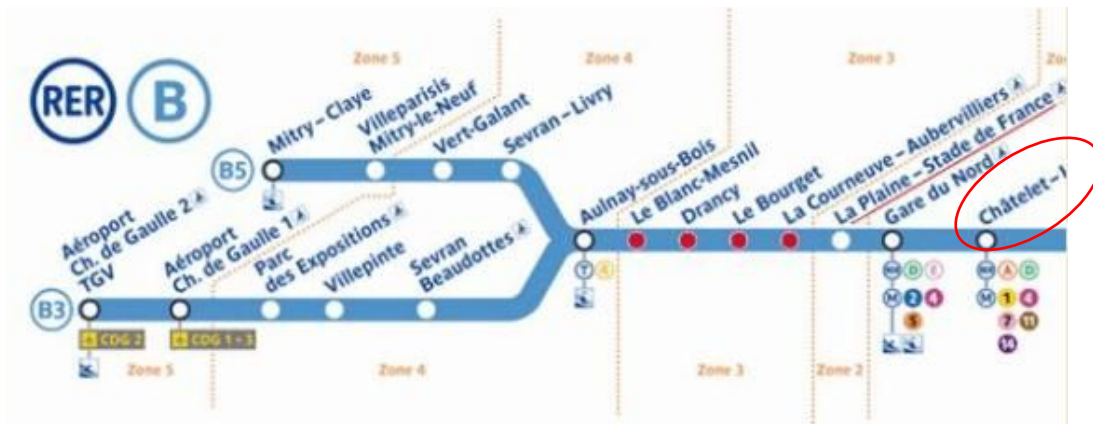 Zone 5
Zone 4
Zone 3
RER
B
B5
Mitry – Claye
Villeparisis
Mitry-le-Neuf
Vert-Galant
Sevran – Livry
Aulnay-sous-Bois
Le Blanc-Mesnil
Drancy
Le Bourget
La Courneuve – Aubervilliers
La Plaine – Stade de France
Gare du Nord
Châtelet –
B3
Aéroport
Ch. de Gaulle 2
TGV
Aéroport
Ch. de Gaulle 1
Parc
des Expositions
Villepinte
Sevran
Beaudottes
CDG 2
CDG 1 - 3
T
RER D E
M 2 4
5
RER A D
M 1 4
7 11
14
Zone 5
Zone 4
Zone 3
Zone 2